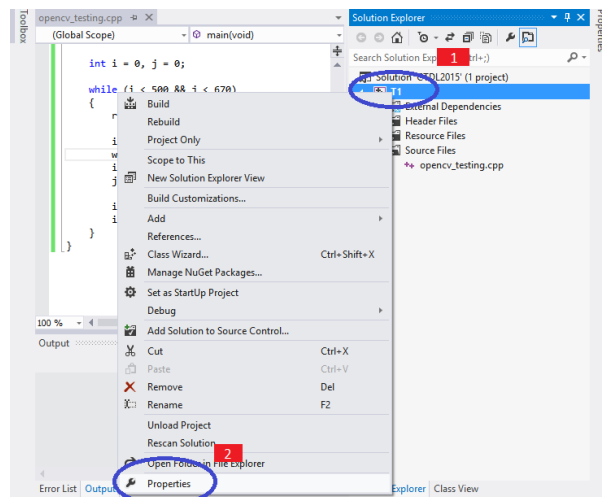 Toolbox
opencv_testing.cpp
(Global Scope)
main(void)
int i = 0, j = 0;
while (i < 500 && j < 670)
{
r
i
w
i
j
i
i
}
}
100 %
Output
Error List Output
Build
Rebuild
Project Only
Scope to This
New Solution Explorer View
Build Customizations...
Add
References...
Class Wizard... Ctrl+Shift+X
Manage NuGet Packages...
Set as StartUp Project
Debug
Add Solution to Source Control...
Cut Ctrl+X
Paste Ctrl+V
Remove Del
Rename F2
Unload Project
Rescan Solution
2
Open Folder in File Explorer
Properties
Solution Explorer
Search Solution Exp trl+;)
1
Solution 'CTDL2015' (1 project)
T1
External Dependencies
Header Files
Resource Files
Source Files
opencv_testing.cpp
Explorer Class View
Properties